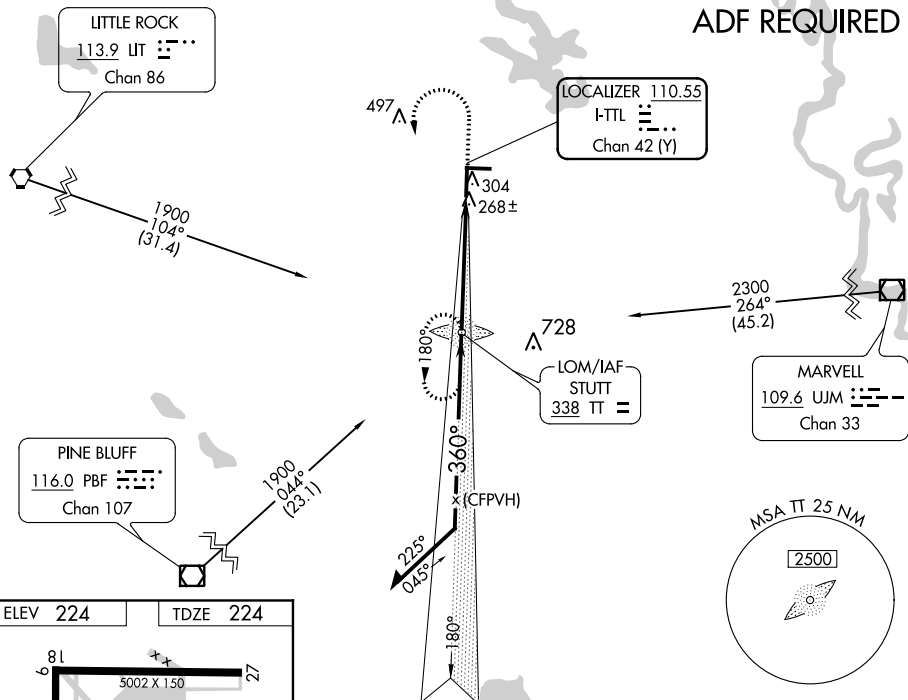 ADF REQUIRED
LITTLE ROCK
113.9 LIT
Chan 86
497
LOCALIZER 110.55
I-TTL
Chan 42 (Y)
304
268±
1900
104°
(31.4)
2300
264°
(45.2)
728
180°
LOM/IAF
STUTT
338 TT
MARVELL
109.6 UJM
Chan 33
PINE BLUFF
116.0 PBF
Chan 107
1900
044°
(23.1)
360°
(CFPVH)
225°
045°
180°
MSA TT 25 NM
2500
ELEV 224
TDZE 224
9
18
27
5002 X 150